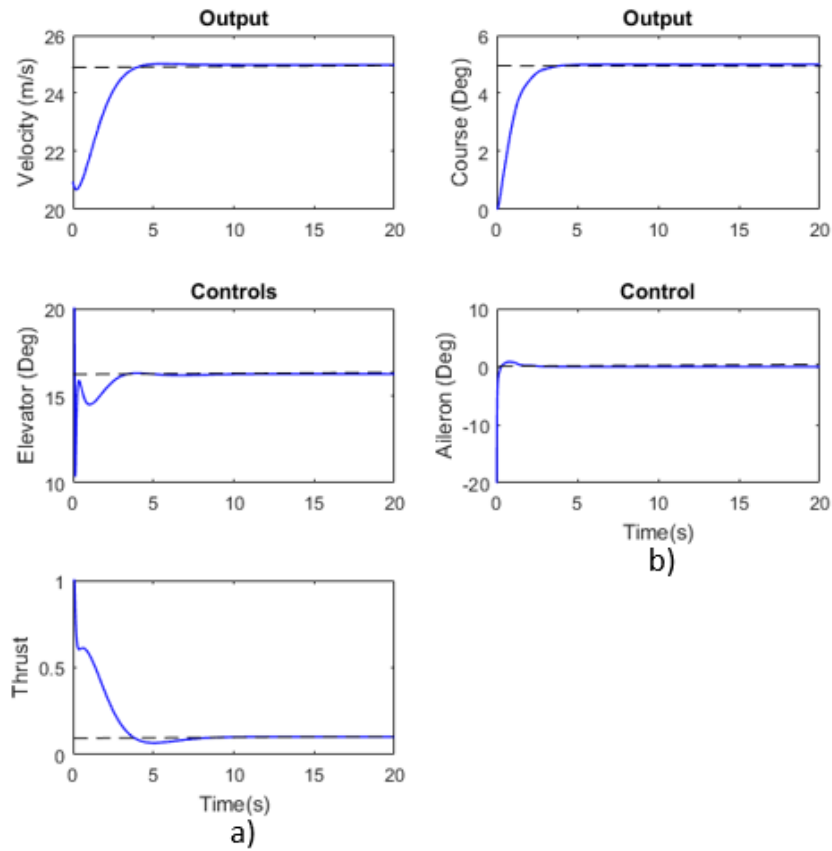 Output
26
24
22
20
Velocity (m/s)
0 5 10 15 20
Output
6
4
2
0
Course (Deg)
0 5 10 15 20
Controls
20
15
10
Elevator (Deg)
0 5 10 15 20
Control
10
0
-10
-20
Aileron (Deg)
0 5 10 15 20
Time(s)
b)
1
0.5
0
Thrust
0 5 10 15 20
Time(s)
a)